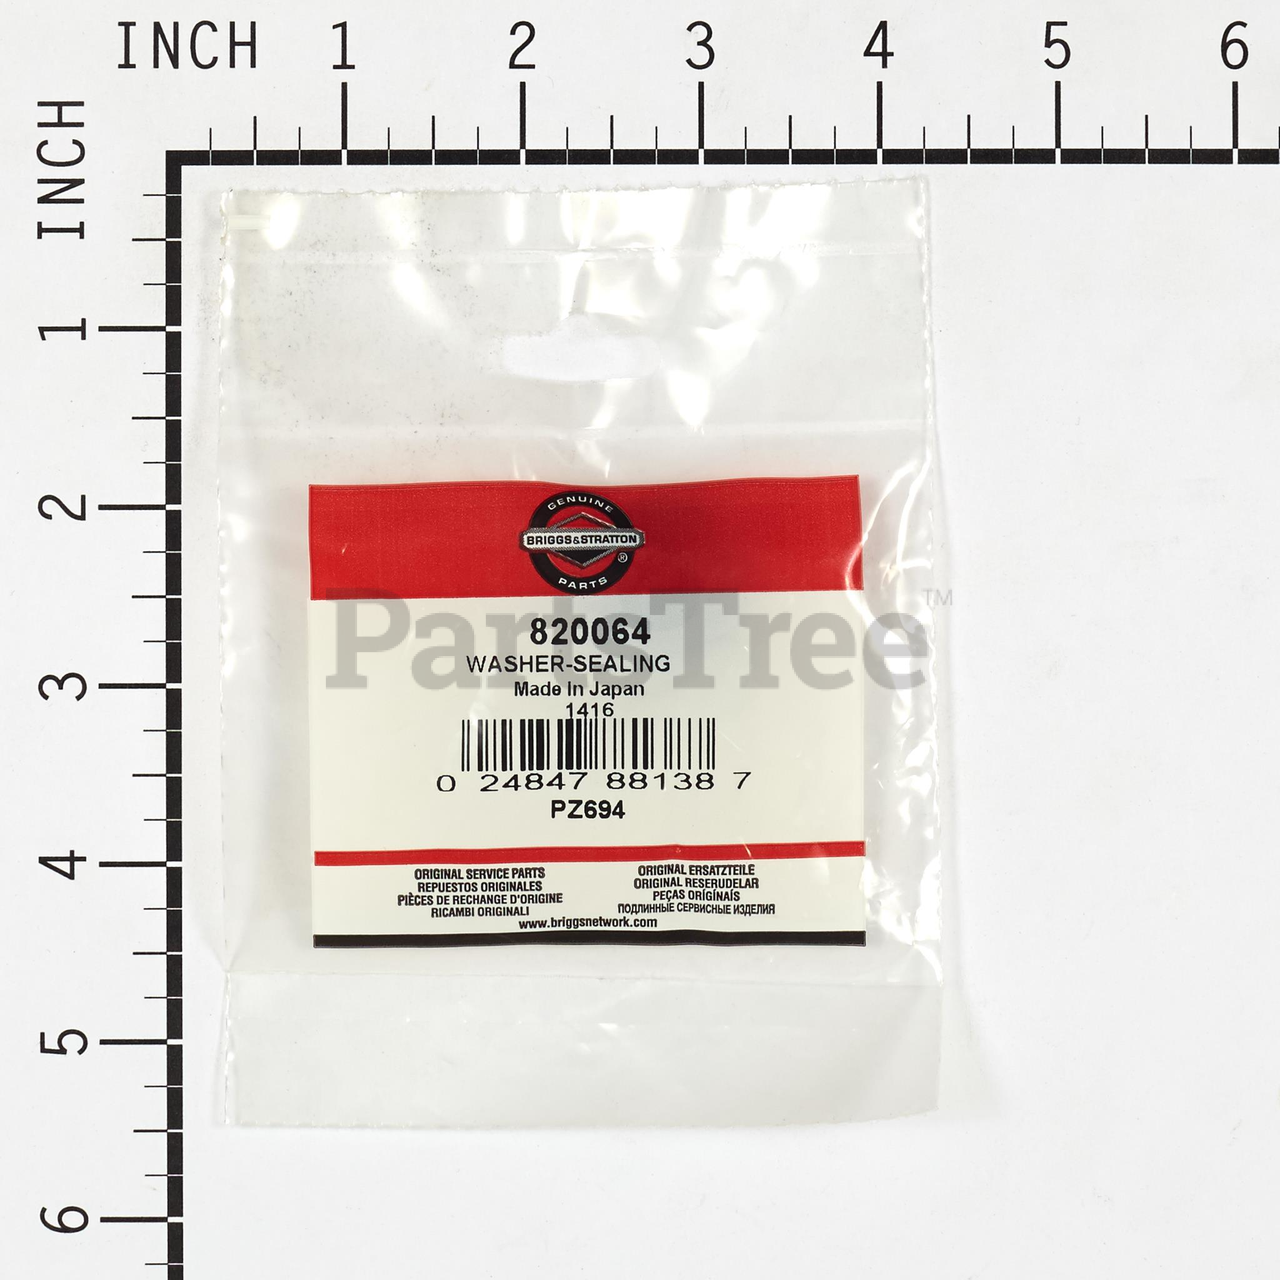 INCH 1 2 3 4 5 6
INCH
1
2
3
4
5
6
GENUINE
BRIGGS&STRATTON
®
PARTS
PartsTree™
820064
WASHER-SEALING
Made In Japan
1416
0 24847 88138 7
PZ694
ORIGINAL SERVICE PARTS
REPUESTOS ORIGINALES
PIÈCES DE RECHANGE D'ORIGINE
RICAMBI ORIGINALI
ORIGINAL ERSATZTEILE
ORIGINAL RESERUDELAR
PEÇAS ORÍGÍNAÍS
ПОДЛИННЫЕ СЕРВИСНЫЕ ИЗДЕЛИЯ
www.briggsnetwork.com